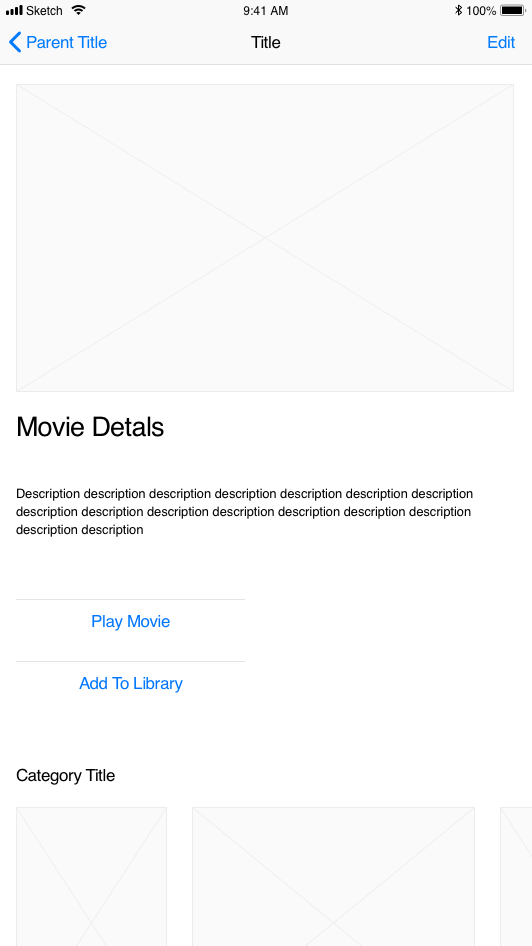 Sketch 9:41 AM 100%
Parent Title Title Edit
Movie Detals
Description description description description description description description
description description description description description description description
description description
Play Movie
Add To Library
Category Title